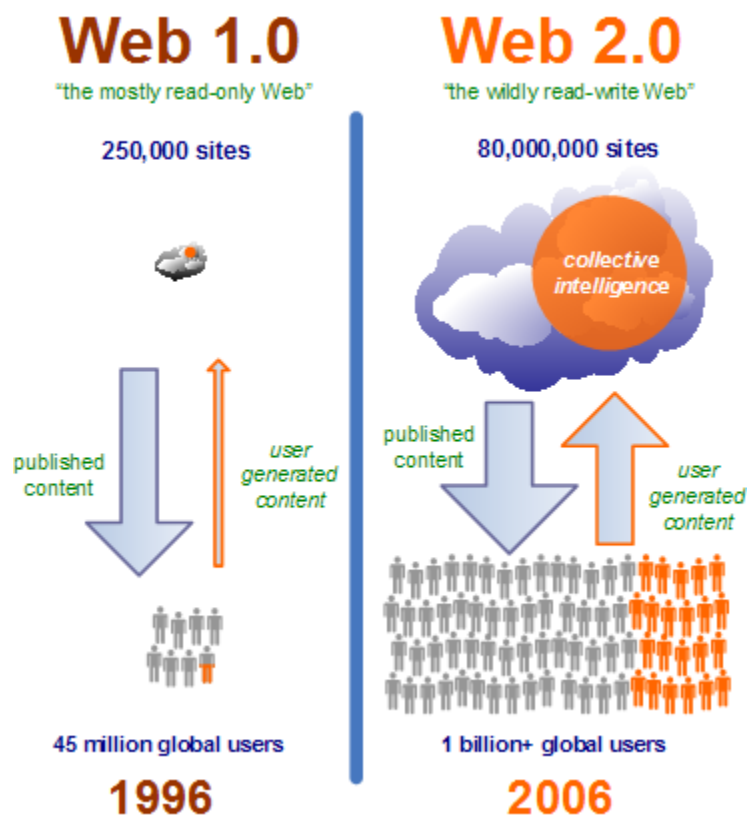 Web 1.0
“the mostly read-only Web”
250,000 sites
published
content
user
generated
content
45 million global users
1996
Web 2.0
“the wildly read-write Web”
80,000,000 sites
collective
intelligence
published
content
user
generated
content
1 billion+ global users
2006